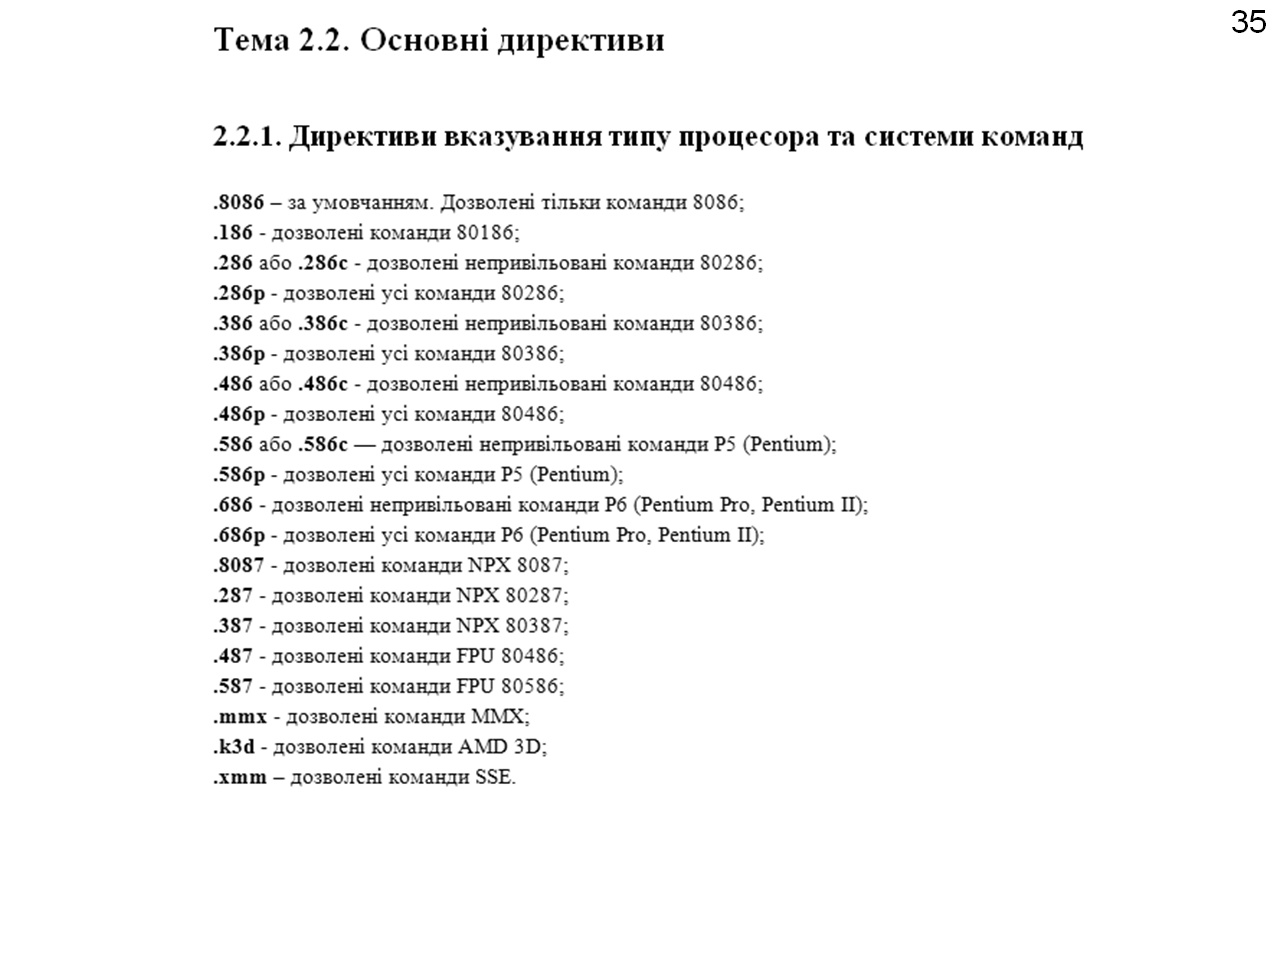 35
Тема 2.2. Основні директиви
2.2.1. Директиви вказування типу процесора та системи команд
.8086 – за умовчанням. Дозволені тільки команди 8086;
.186 - дозволені команди 80186;
.286 або .286c - дозволені непривільовані команди 80286;
.286p - дозволені усі команди 80286;
.386 або .386c - дозволені непривільовані команди 80386;
.386p - дозволені усі команди 80386;
.486 або .486c - дозволені непривільовані команди 80486;
.486p - дозволені усі команди 80486;
.586 або .586c — дозволені непривільовані команди P5 (Pentium);
.586p - дозволені усі команди P5 (Pentium);
.686 - дозволені непривільовані команди P6 (Pentium Pro, Pentium II);
.686p - дозволені усі команди P6 (Pentium Pro, Pentium II);
.8087 - дозволені команди NPX 8087;
.287 - дозволені команди NPX 80287;
.387 - дозволені команди NPX 80387;
.487 - дозволені команди FPU 80486;
.587 - дозволені команди FPU 80586;
.mmx - дозволені команди MMX;
.k3d - дозволені команди AMD 3D;
.xmm – дозволені команди SSE.